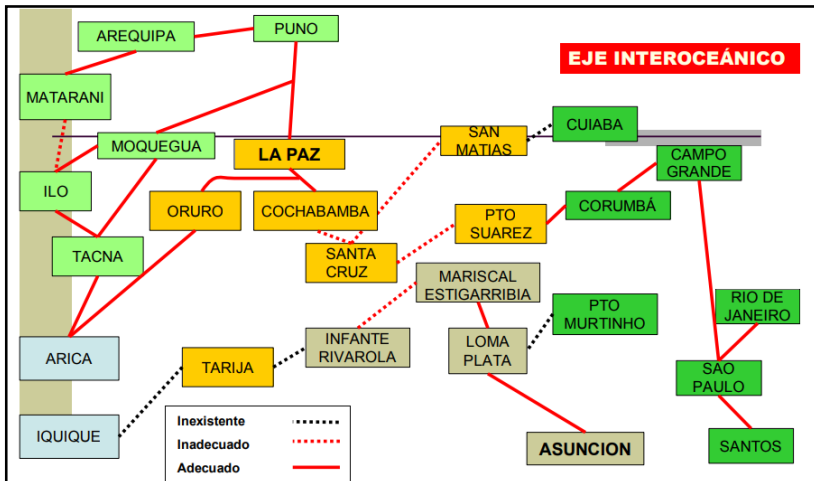 AREQUIPA
PUNO
EJE INTEROCEÁNICO
MATARANI
MOQUEGUA
LA PAZ
SAN
MATIAS
CUIABA
CAMPO
GRANDE
ILO
ORURO
COCHABAMBA
PTO
SUAREZ
CORUMBÁ
TACNA
SANTA
CRUZ
MARISCAL
ESTIGARRIBIA
PTO
MURTINHO
RIO DE
JANEIRO
ARICA
TARIJA
INFANTE
RIVAROLA
LOMA
PLATA
SAO
PAULO
IQUIQUE
Inexistente
Inadecuado
Adecuado
ASUNCION
SANTOS